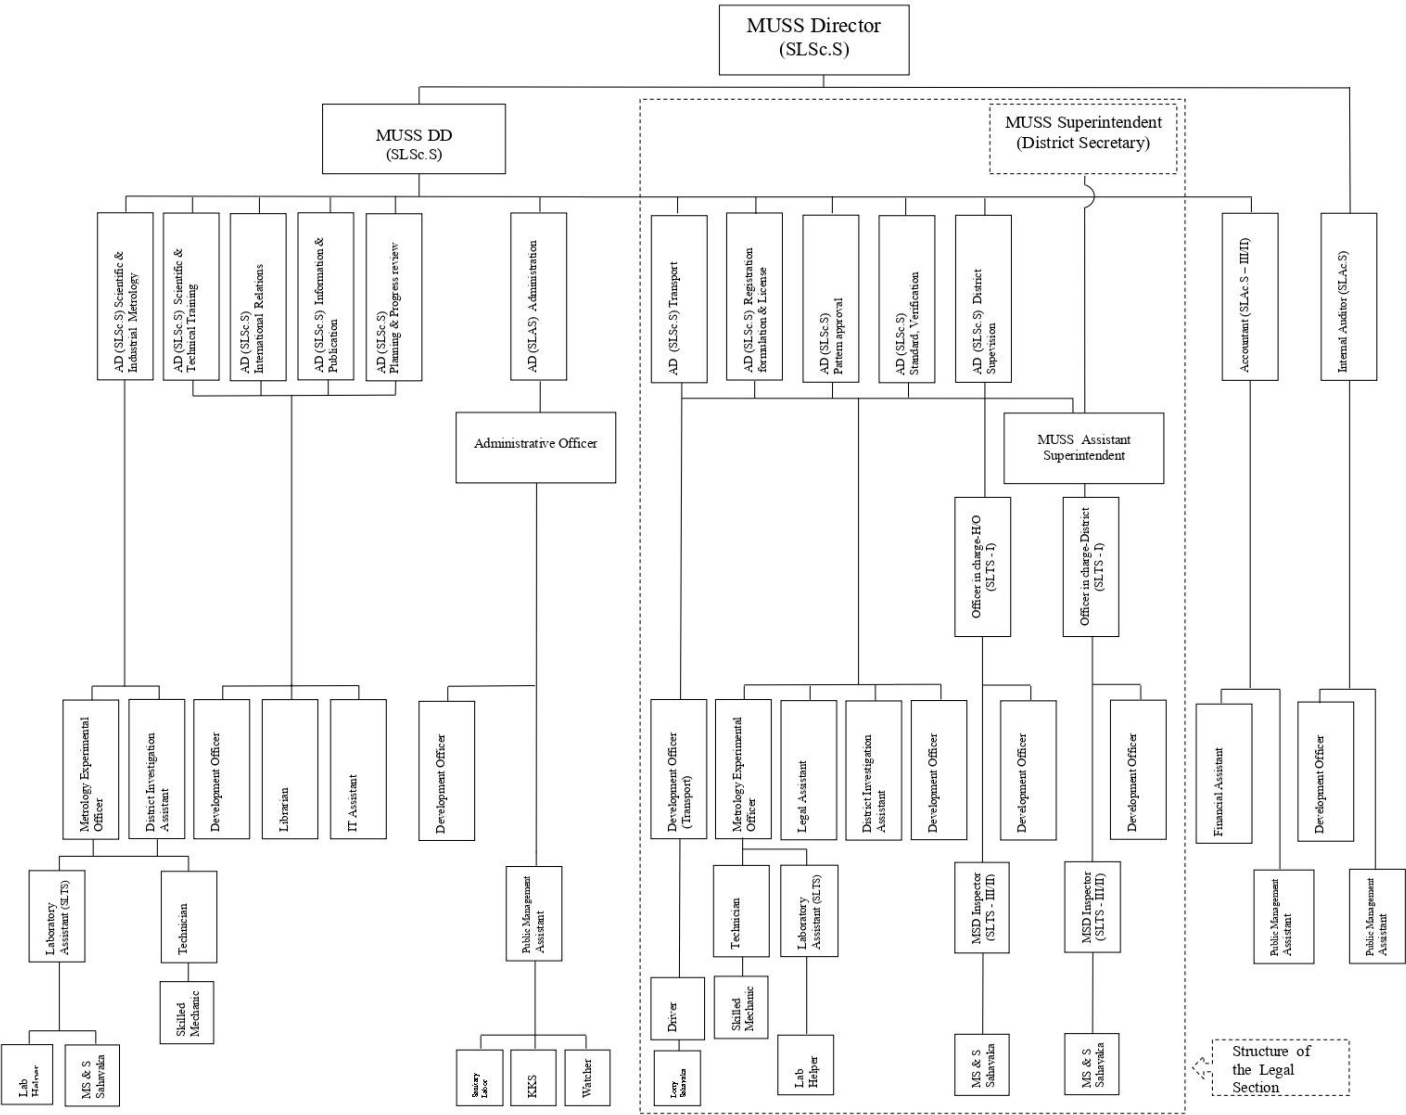 MUSS Director
(SLSc.S)
MUSS DD
(SLSc.S)
MUSS Superintendent
(District Secretary)
AD (SLSc.S) Scientific &
Industrial Metrology
AD (SLSc.S) Scientific &
Technical Training
AD (SLSc.S)
International Relations
AD (SLSc.S) Information &
Publication
AD (SLSc.S)
Planning & Progress review
AD (SLAS) Administration
AD (SLSc.S) Transport
AD (SLSc.S) Registration
formulation & License
AD (SLSc.S)
Pattern approval
AD (SLSc.S)
Standard, Verification
AD (SLSc.S) District
Supevision
Accountant (SLAc.S – III/II)
Internal Auditor (SLAc.S)
Administrative Officer
MUSS Assistant
Superintendent
Officer in charge-H/O
(SLTS - I)
Officer in charge-District
(SLTS - I)
Metrology Experimental
Officer
District Investigation
Assistant
Development Officer
Librarian
IT Assistant
Development Officer
Development Officer
(Transport)
Metrology Experimental
Officer
Legal Assistant
District Investigation
Assistant
Development Officer
Development Officer
Development Officer
Financial Assistant
Development Officer
Laboratory
Assistant (SLTS)
Technician
Public Management
Assistant
Technician
Laboratory
Assistant (SLTS)
MSD Inspector
(SLTS - III/II)
MSD Inspector
(SLTS - III/II)
Public Management
Assistant
Public Management
Assistant
Skilled
Mechanic
Driver
Skilled
Mechanic
Lab
Helper
MS & S
Sahavaka
Sanitary
Labor
KKS
Watcher
Lorry
Sahavaka
Lab
Helper
MS & S
Sahavaka
MS & S
Sahavaka
Structure of
the Legal
Section